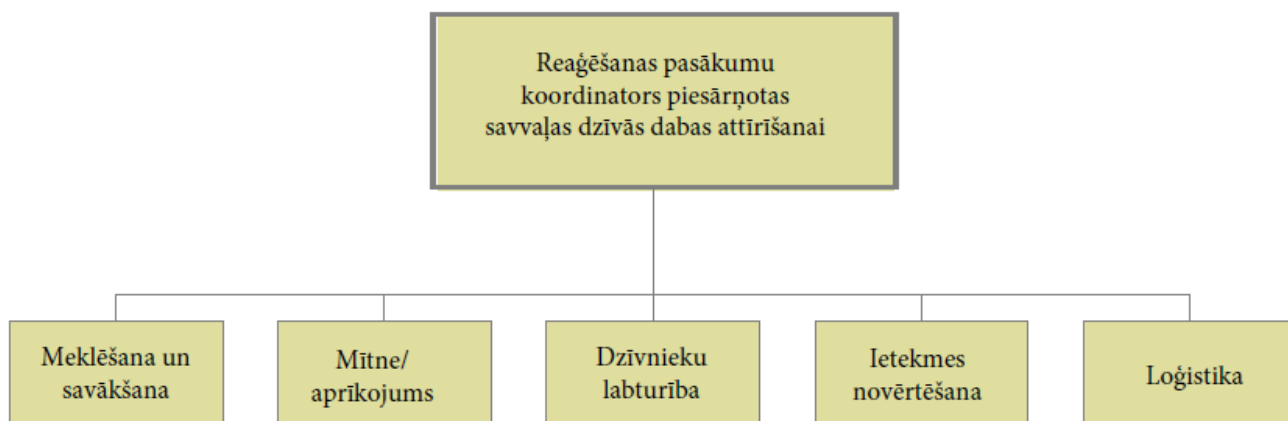 Reaģēšanas pasākumu
koordinators piesārņotas
savvaļas dzīvās dabas attīrīšanai
Meklēšana un
savākšana
Mītne/
aprīkojums
Dzīvnieku
labturība
Ietekmes
novērtēšana
Loģistika